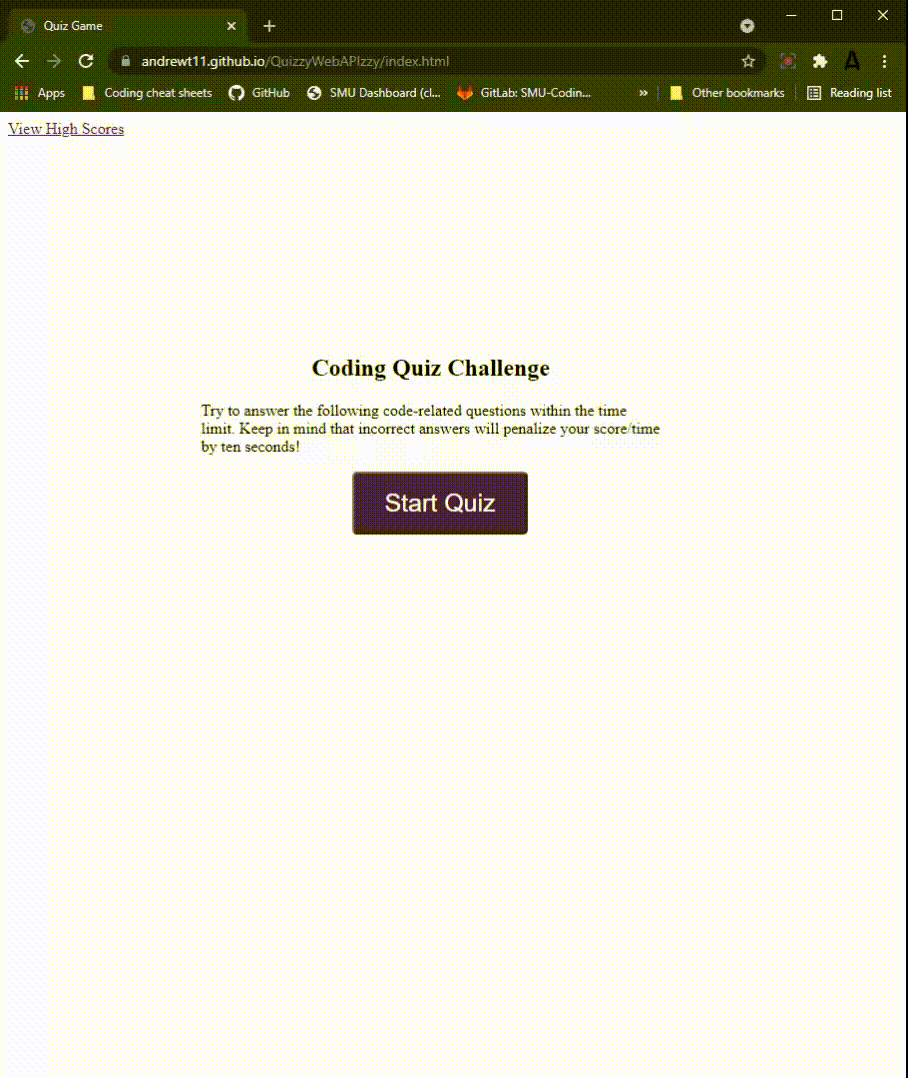 Quiz Game
andrewt11.github.io/QuizzyWebAPIzzy/index.html
Apps Coding cheat sheets GitHub SMU Dashboard (cl... GitLab: SMU-Codin... » Other bookmarks Reading list
View High Scores
Coding Quiz Challenge
Try to answer the following code-related questions within the time
limit. Keep in mind that incorrect answers will penalize your score/time
by ten seconds!
Start Quiz